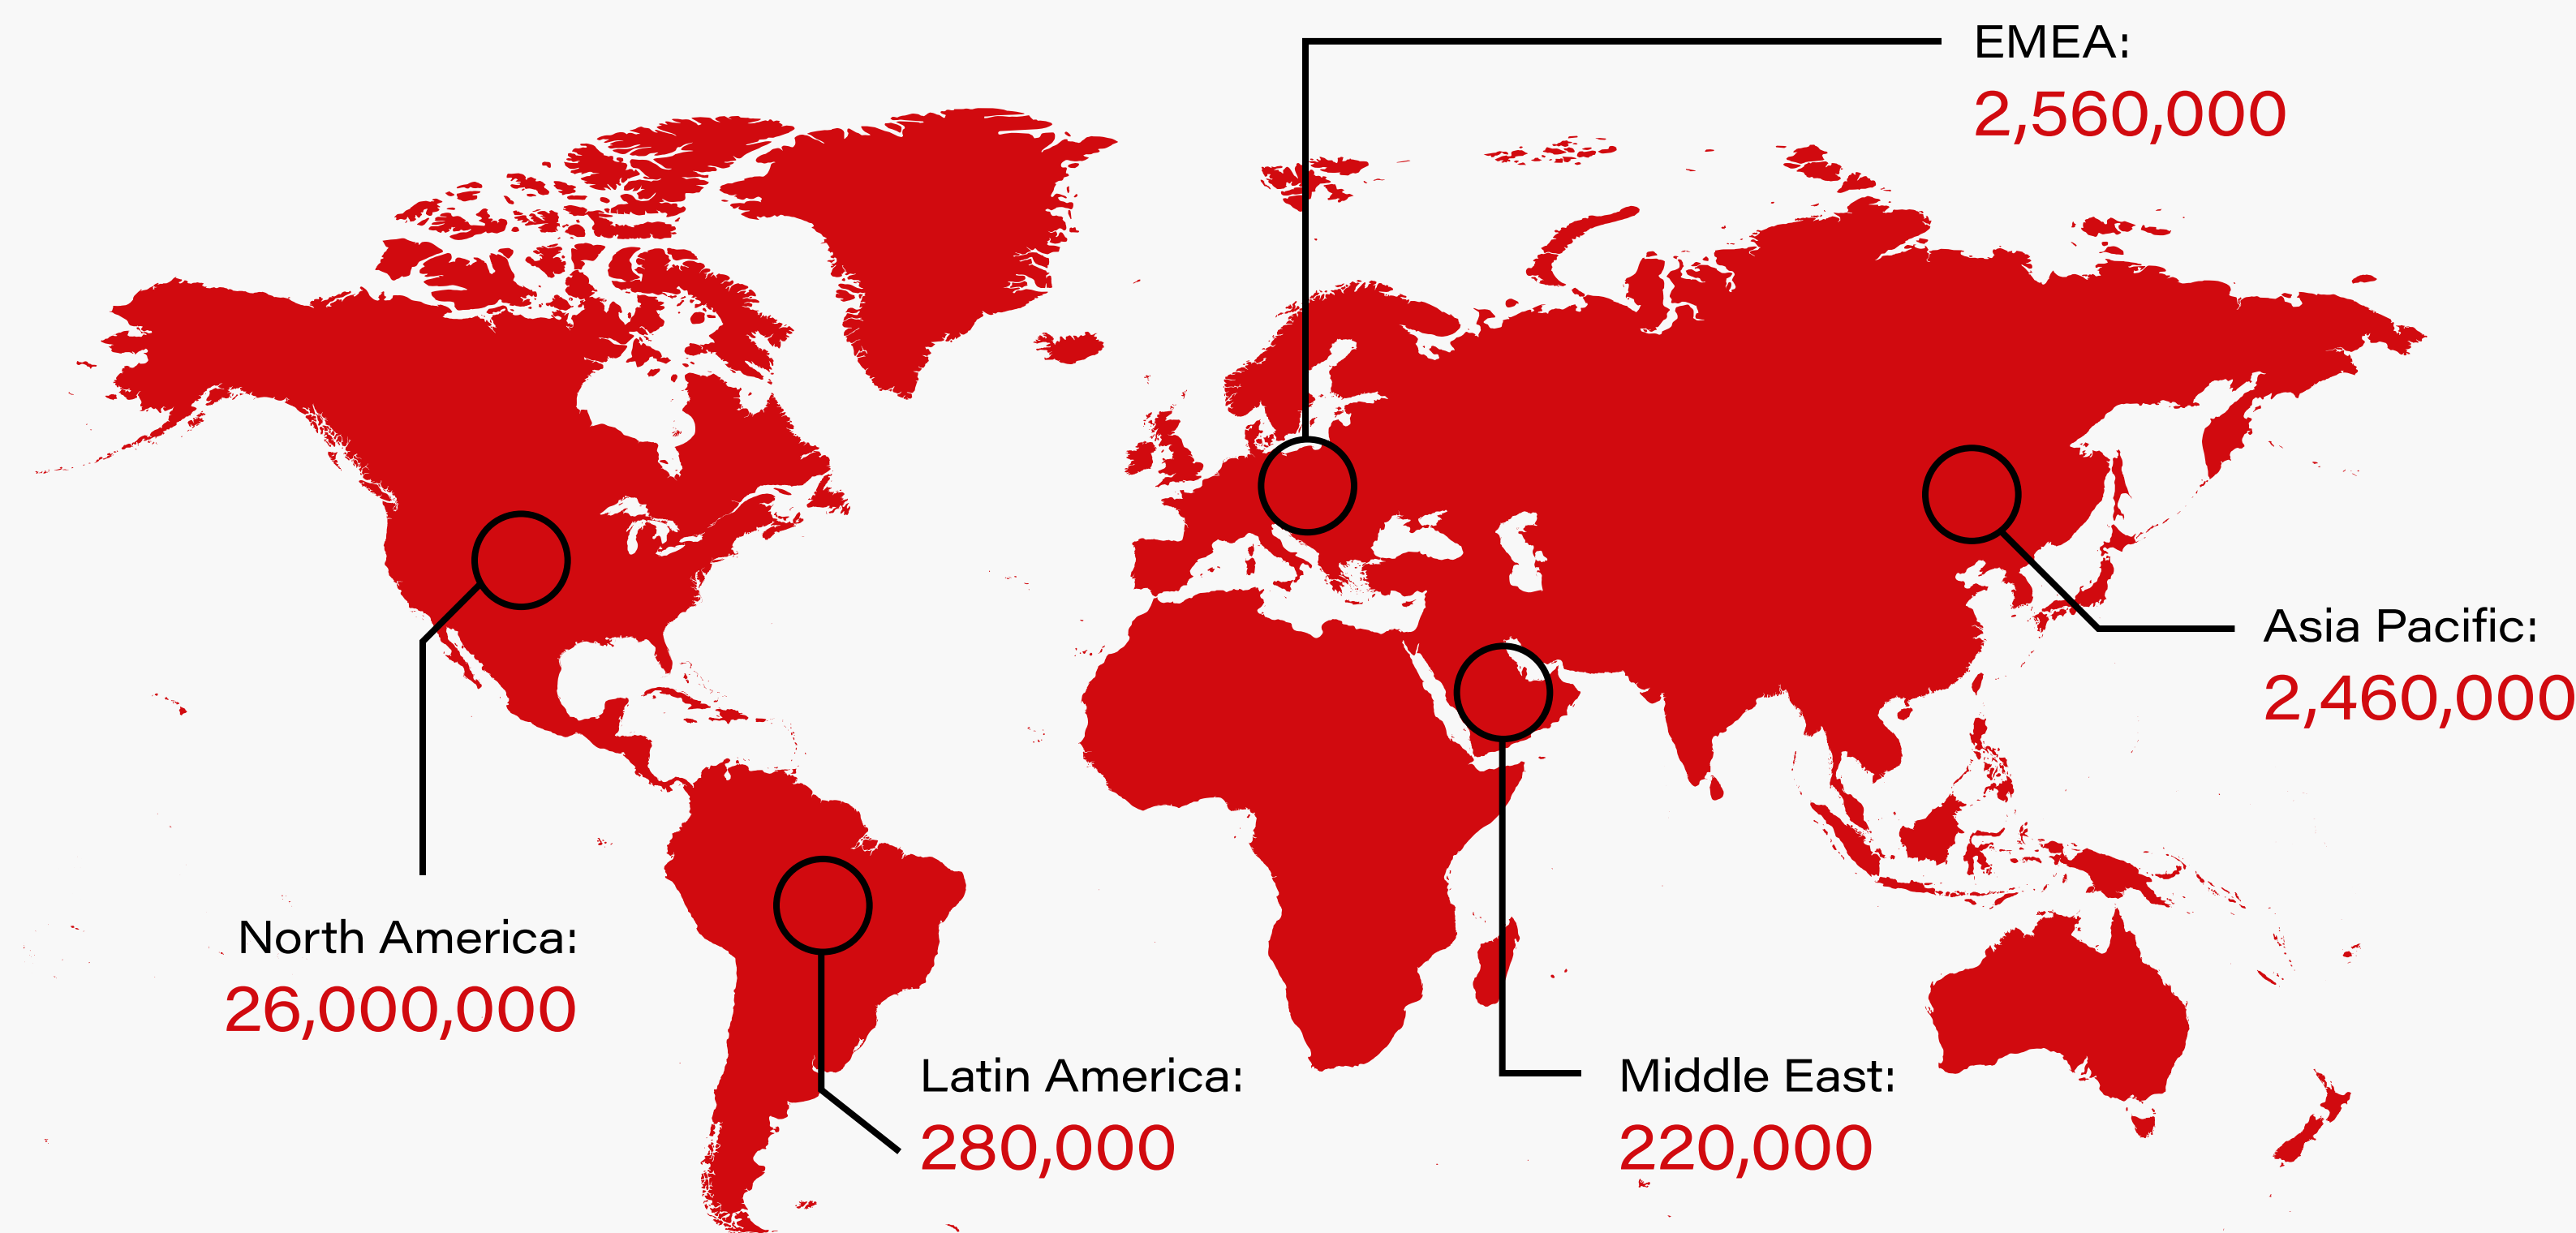 EMEA:
2,560,000
Asia Pacific:
2,460,000
North America:
26,000,000
Latin America:
280,000
Middle East:
220,000